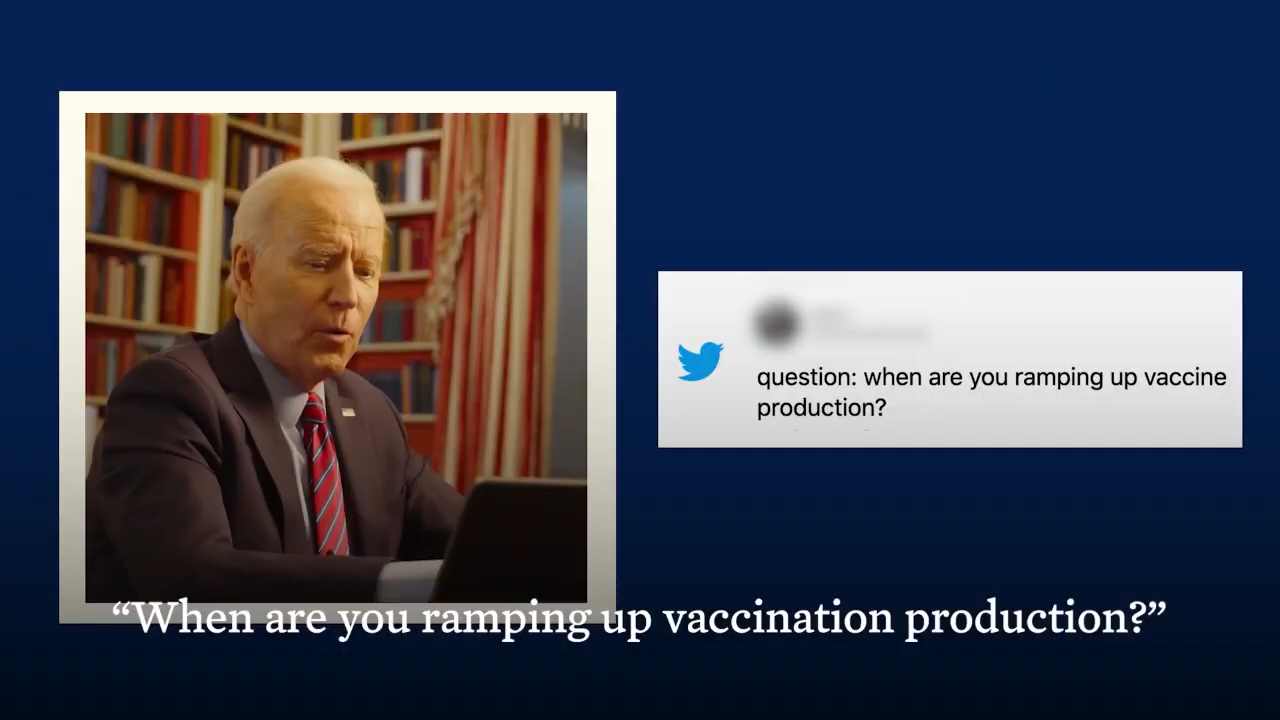 question: when are you ramping up vaccine
production?
“When are you ramping up vaccination production?”